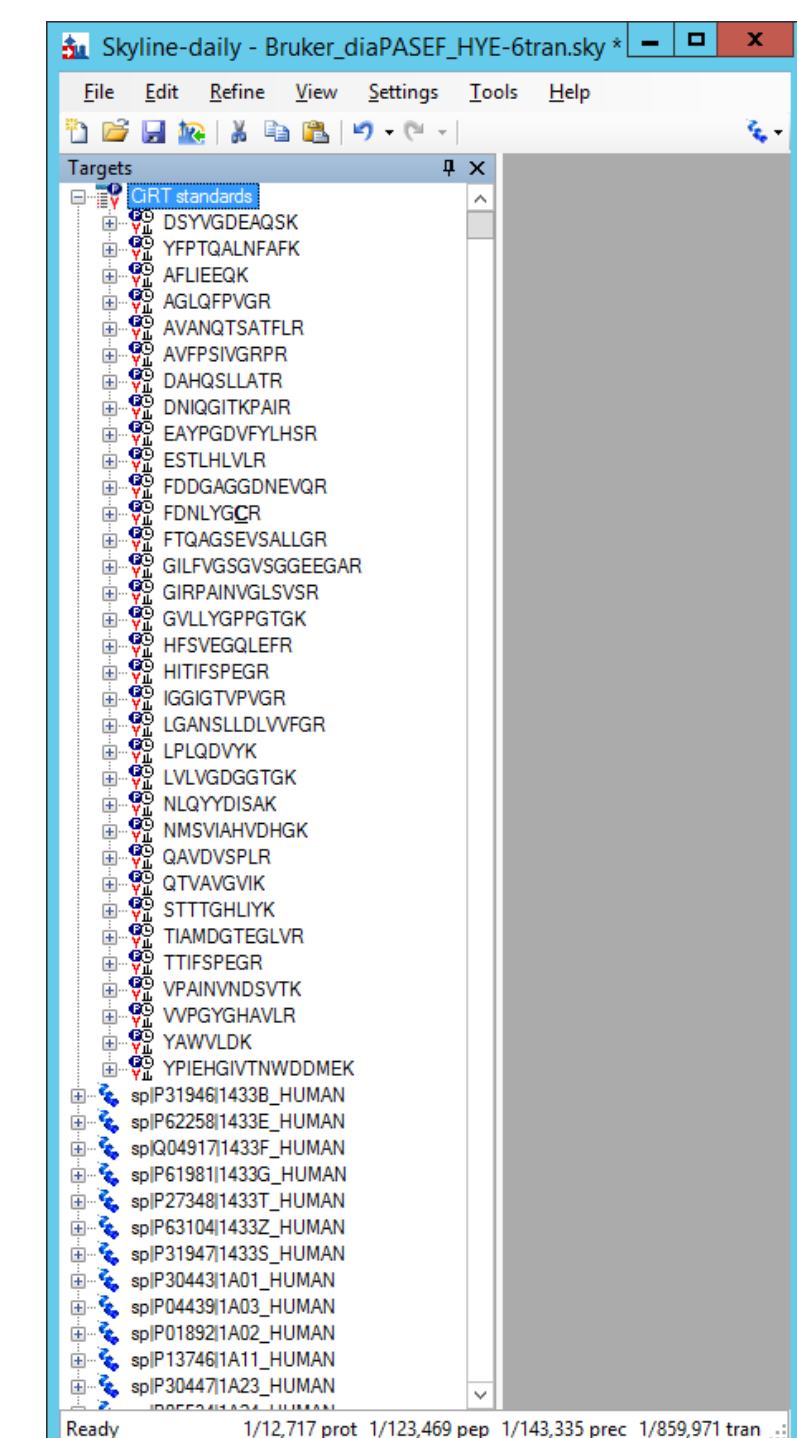 Skyline-daily - Bruker_diaPASEF_HYE-6tran.sky *
File Edit Refine View Settings Tools Help
Targets
CiRT standards
DSYVGDEAQSK
YFPTQALNFAFK
AFLIEEQK
AGLQFPVGR
AVANQTSATFLR
AVFPSIVGRPR
DAHQSLLATR
DNIQGITKPAIR
EAYPGDVFYLHSR
ESTLHLVLR
FDDGAGGDNEVQR
FDNLYGCR
FTQAGSEVSALLGR
GILFVGSGVSGGEEGAR
GIRPAINVGLSVSR
GVLLYGPPGTGK
HFSVEGQLEFR
HITIFSPEGR
IGGIGTVPVGR
LGANSLLDLVVFGR
LPLQDVYK
LVLVGDGGTGK
NLQYYDISAK
NMSVIAHVDHGK
QAVDVSPLR
QTVAVGVIK
STTTGHLIYK
TIAMDGTEGLVR
TTIFSPEGR
VPAINVNDSVTK
VVPGYGHAVLR
YAWVLDK
YPIEHGIVTNWDDMEK
sp|P31946|1433B_HUMAN
sp|P62258|1433E_HUMAN
sp|Q04917|1433F_HUMAN
sp|P61981|1433G_HUMAN
sp|P27348|1433T_HUMAN
sp|P63104|1433Z_HUMAN
sp|P31947|1433S_HUMAN
sp|P30443|1A01_HUMAN
sp|P04439|1A03_HUMAN
sp|P01892|1A02_HUMAN
sp|P13746|1A11_HUMAN
sp|P30447|1A23_HUMAN
Ready 1/12,717 prot 1/123,469 pep 1/143,335 prec 1/859,971 tran